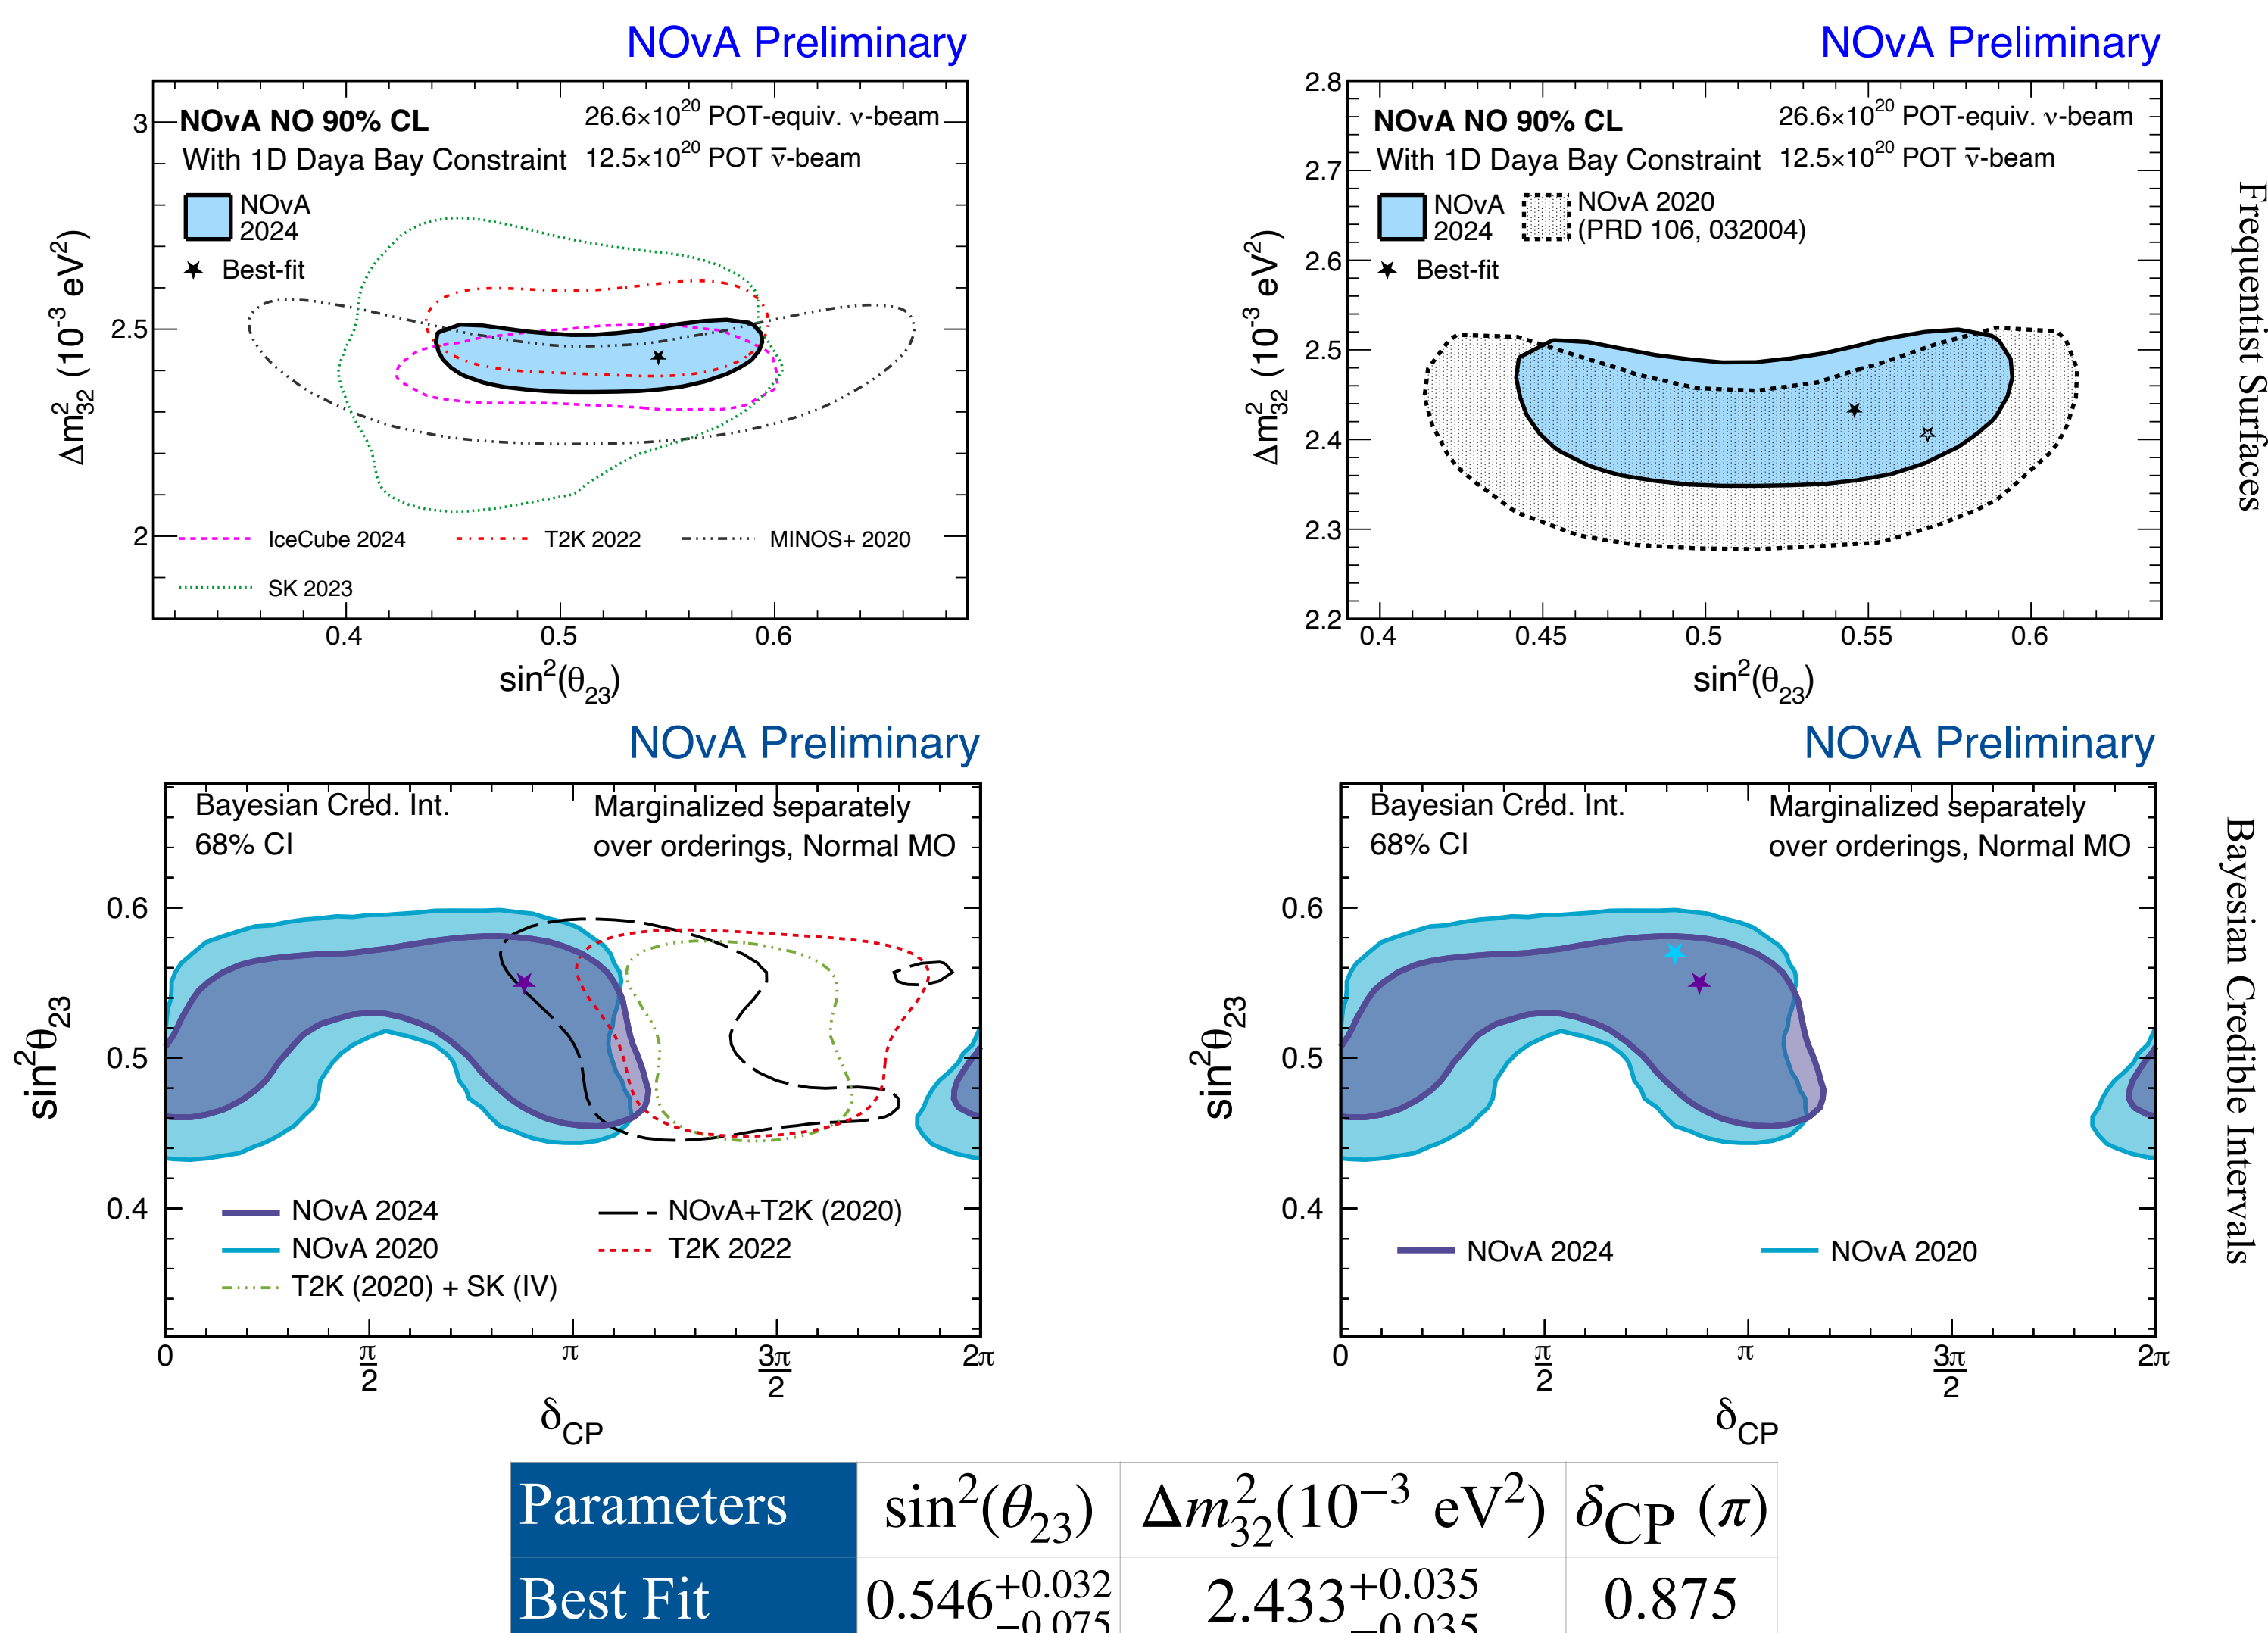 NOvA Preliminary
NOvA NO 90% CL
26.6×10²⁰ POT-equiv. ν-beam
With 1D Daya Bay Constraint
12.5×10²⁰ POT ν̅-beam
NOvA
2024
Best-fit
Δm²₃₂ (10⁻³ eV²)
3
2.5
2
IceCube 2024
T2K 2022
MINOS+ 2020
SK 2023
0.4 0.5 0.6
sin²(θ₂₃)
NOvA Preliminary
NOvA NO 90% CL
26.6×10²⁰ POT-equiv. ν-beam
With 1D Daya Bay Constraint
12.5×10²⁰ POT ν̅-beam
NOvA
2024
NOvA 2020
(PRD 106, 032004)
Best-fit
Δm²₃₂ (10⁻³ eV²)
2.8
2.7
2.6
2.5
2.4
2.3
2.2
0.4 0.45 0.5 0.55 0.6
sin²(θ₂₃)
Frequentist Surfaces
NOvA Preliminary
Bayesian Cred. Int.
68% CI
Marginalized separately
over orderings, Normal MO
sin²θ₂₃
0.6
0.5
0.4
NOvA 2024
NOvA+T2K (2020)
NOvA 2020
T2K 2022
T2K (2020) + SK (IV)
0 π/2 π 3π/2 2π
δCP
NOvA Preliminary
Bayesian Cred. Int.
68% CI
Marginalized separately
over orderings, Normal MO
sin²θ₂₃
0.6
0.5
0.4
NOvA 2024
NOvA 2020
0 π/2 π 3π/2 2π
δCP
Bayesian Credible Intervals
Parameters sin²(θ₂₃) Δm²₃₂(10⁻³ eV²) δCP (π)
Best Fit 0.546 +0.032 −0.075 2.433 +0.035 −0.035 0.875